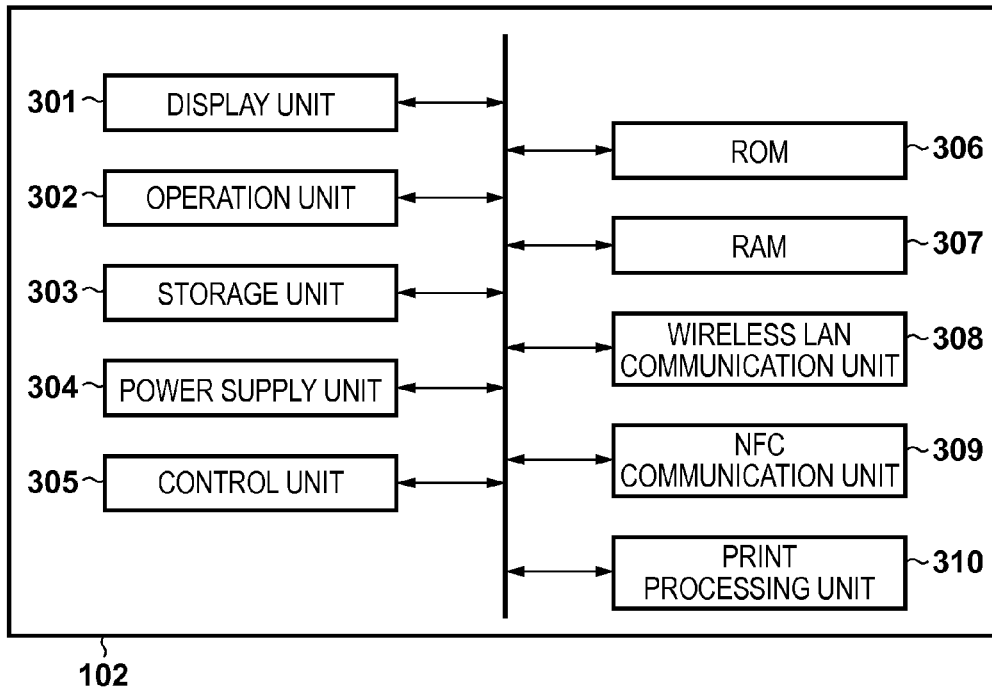 301
DISPLAY UNIT
302
OPERATION UNIT
303
STORAGE UNIT
304
POWER SUPPLY UNIT
305
CONTROL UNIT
ROM
306
RAM
307
WIRELESS LAN
COMMUNICATION UNIT
308
NFC
COMMUNICATION UNIT
309
PRINT
PROCESSING UNIT
310
102